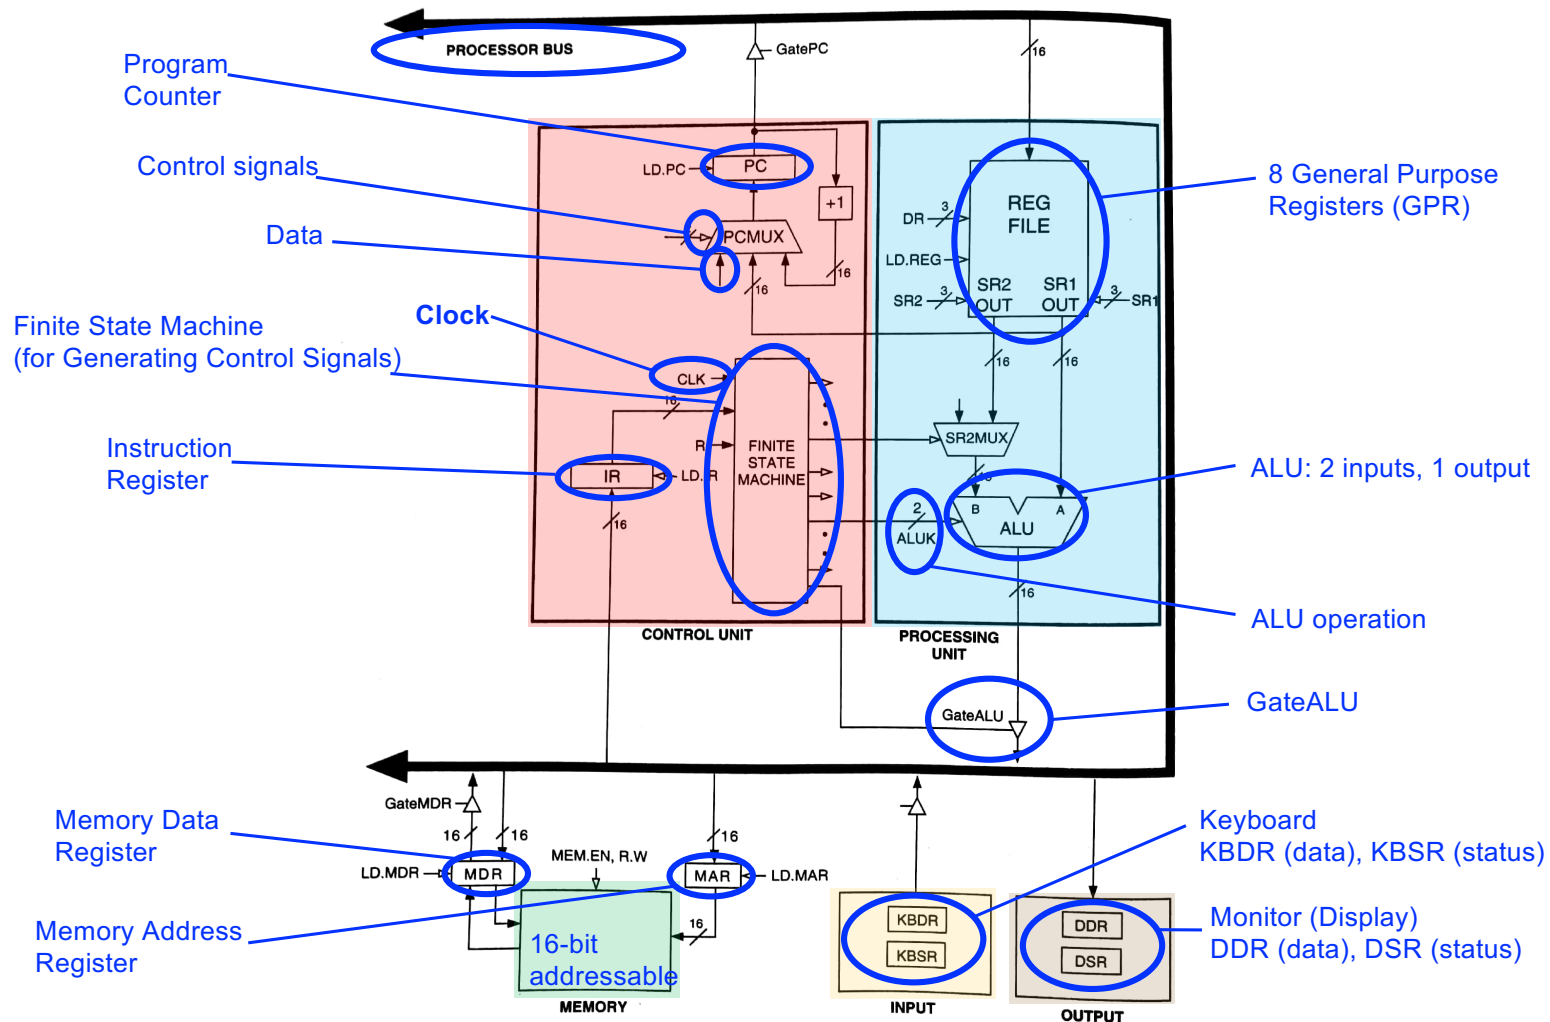 PROCESSOR BUS
GatePC
16
Program
Counter
Control signals
LD.PC
PC
+1
8 General Purpose
Registers (GPR)
REG
FILE
3
DR
Data
PCMUX
LD.REG
16
16
SR2
OUT
SR1
OUT
3
SR2
3
SR1
Clock
Finite State Machine
(for Generating Control Signals)
16
16
CLK
16
SR2MUX
Instruction
Register
R
FINITE
STATE
MACHINE
IR
LD.IR
16
16
ALU: 2 inputs, 1 output
B
A
ALU
2
ALUK
16
ALU operation
CONTROL UNIT
PROCESSING
UNIT
GateALU
GateALU
GateMDR
16
16
16
Memory Data
Register
MEM.EN, R.W
LD.MDR
MDR
MAR
LD.MAR
Keyboard
KBDR (data), KBSR (status)
Memory Address
Register
16
16-bit
addressable
KBDR
KBSR
DDR
DSR
Monitor (Display)
DDR (data), DSR (status)
MEMORY
INPUT
OUTPUT